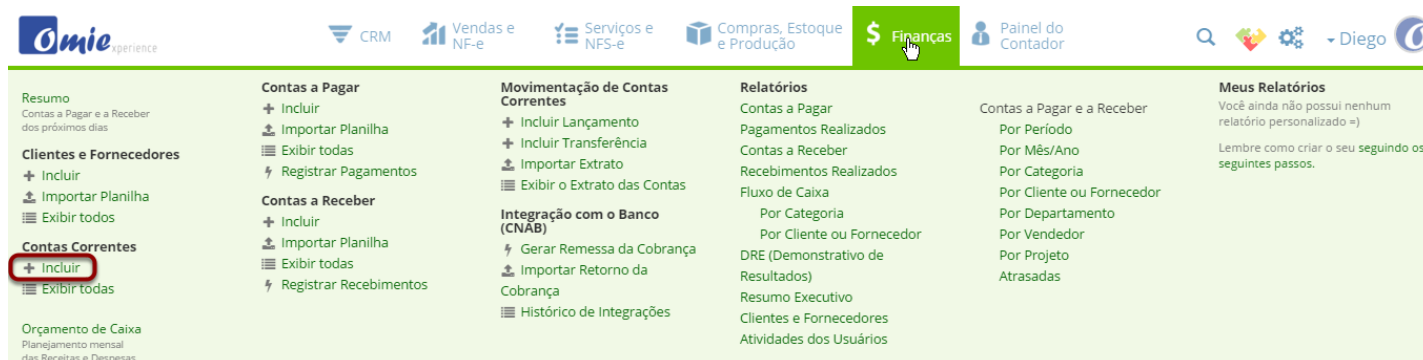 Omie.xperience
CRM
Vendas e
NF-e
Serviços e
NFS-e
Compras, Estoque
e Produção
Finanças
Painel do
Contador
Diego
Resumo
Contas a Pagar e a Receber
dos próximos dias
Clientes e Fornecedores
Incluir
Importar Planilha
Exibir todos
Contas Correntes
Incluir
Exibir todas
Orçamento de Caixa
Planejamento mensal
das Receitas e Despesas
Contas a Pagar
Incluir
Importar Planilha
Exibir todas
Registrar Pagamentos
Contas a Receber
Incluir
Importar Planilha
Exibir todas
Registrar Recebimentos
Movimentação de Contas
Correntes
Incluir Lançamento
Incluir Transferência
Importar Extrato
Exibir o Extrato das Contas
Integração com o Banco
(CNAB)
Gerar Remessa da Cobrança
Importar Retorno da
Cobrança
Histórico de Integrações
Relatórios
Contas a Pagar
Pagamentos Realizados
Contas a Receber
Recebimentos Realizados
Fluxo de Caixa
Por Categoria
Por Cliente ou Fornecedor
DRE (Demonstrativo de
Resultados)
Resumo Executivo
Clientes e Fornecedores
Atividades dos Usuários
Contas a Pagar e a Receber
Por Período
Por Mês/Ano
Por Categoria
Por Cliente ou Fornecedor
Por Departamento
Por Vendedor
Por Projeto
Atrasadas
Meus Relatórios
Você ainda não possui nenhum
relatório personalizado =)
Lembre como criar o seu seguindo os
seguintes passos.